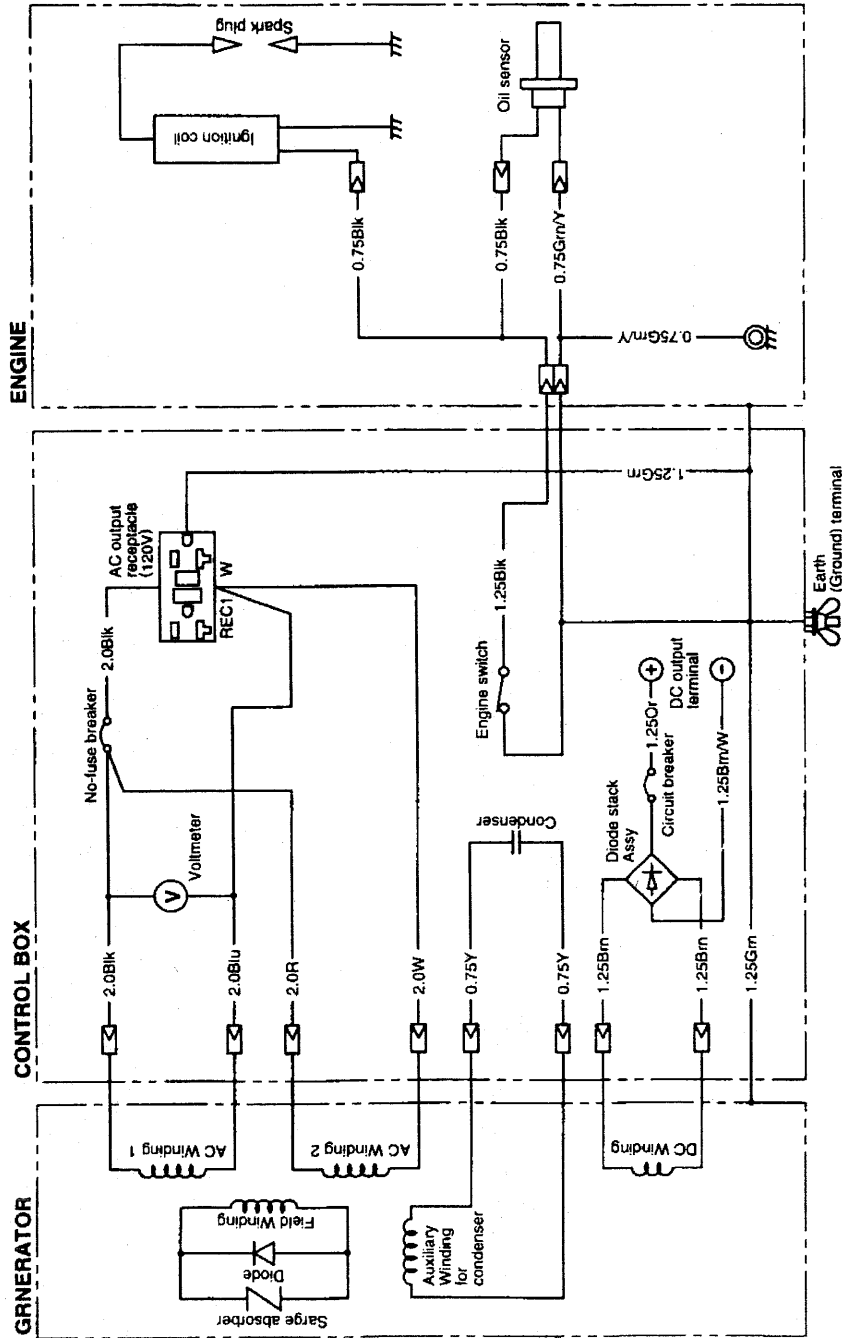 GRNERATOR
Sarge absorber
Diode
Field Winding
AC Winding 1
AC Winding 2
Auxiliary
Winding
for
condenser
DC Winding
CONTROL BOX
2.0Blk
2.0Blu
2.0R
2.0W
0.75Y
0.75Y
1.25Brn
1.25Brn
1.25Grn
V
Voltmeter
No-fuse breaker
2.0Blk
AC output
receptacle
(120V)
REC1
W
Condenser
Engine switch
1.25Blk
Diode stack
Assy
Circuit breaker
1.25Or
1.25Brn/W
+
DC output
terminal
-
1.25Grn
Earth
(Ground) terminal
ENGINE
Ignition coil
Spark plug
0.75Blk
0.75Blk
0.75Grn/Y
0.75Grn/Y
Oil sensor